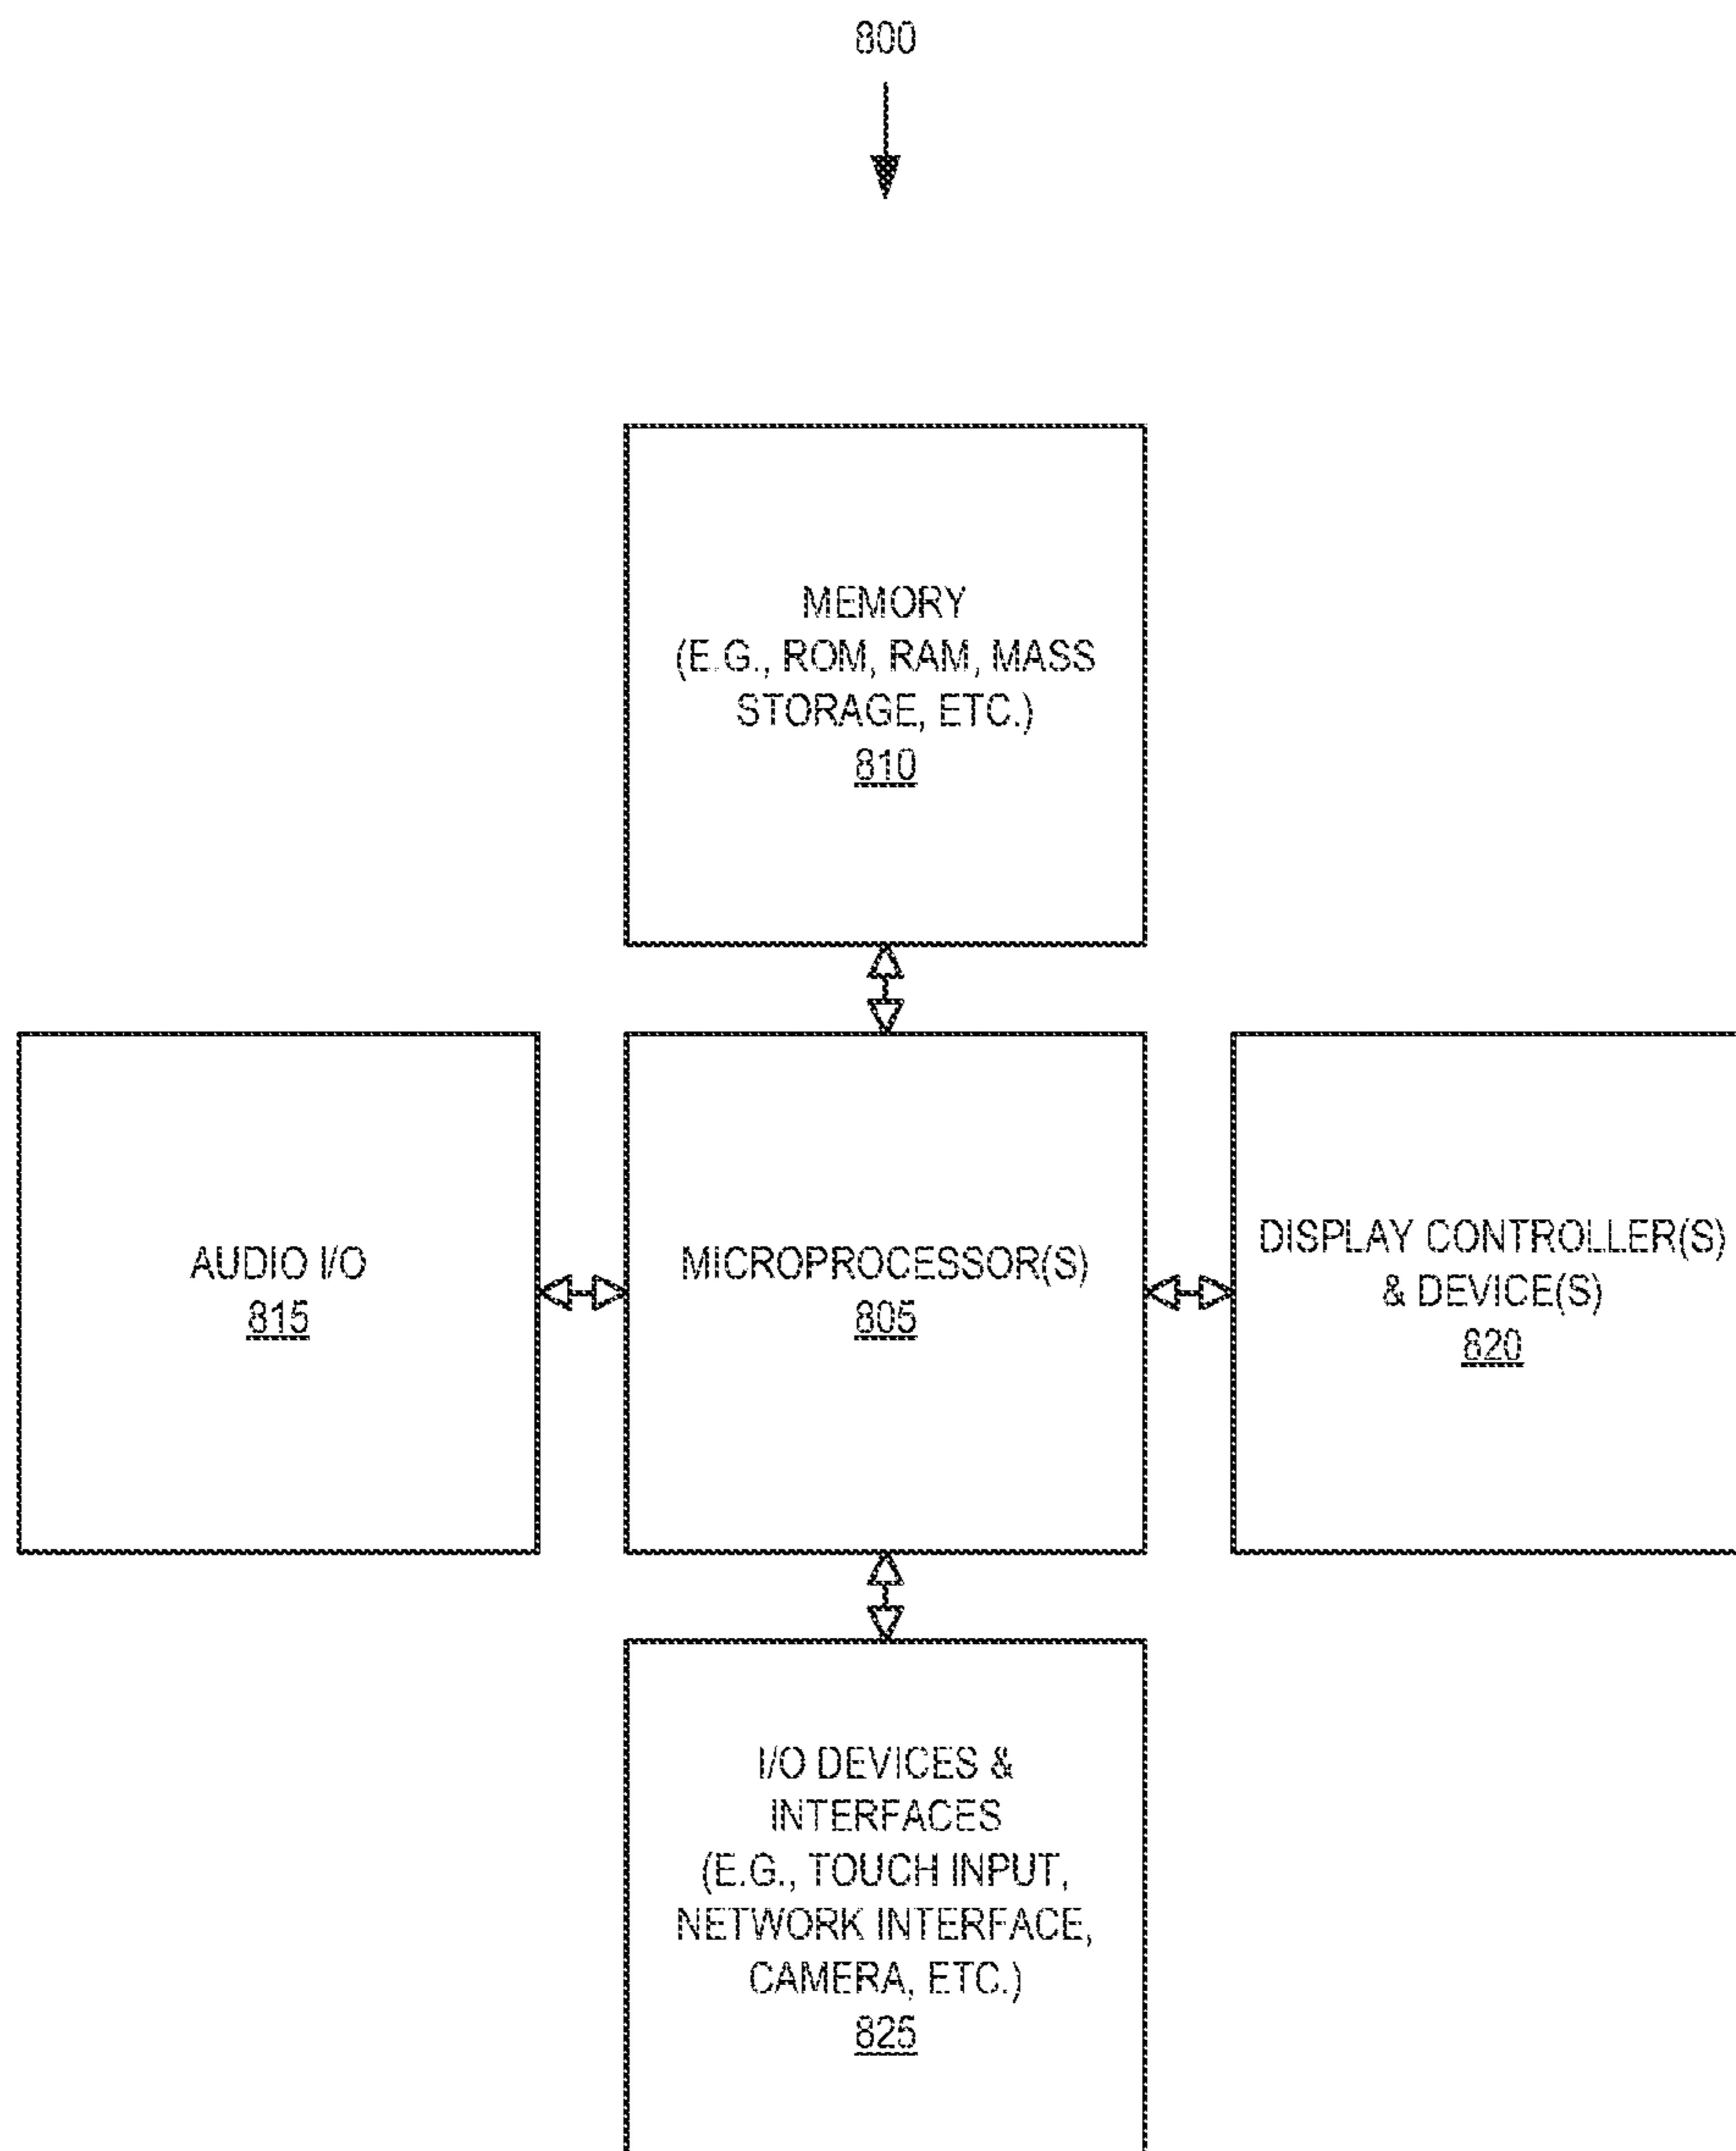 800
MEMORY
(E.G., ROM, RAM, MASS
STORAGE, ETC.)
810
AUDIO I/O
815
MICROPROCESSOR(S)
805
DISPLAY CONTROLLER(S)
& DEVICE(S)
820
I/O DEVICES &
INTERFACES
(E.G., TOUCH INPUT,
NETWORK INTERFACE,
CAMERA, ETC.)
825